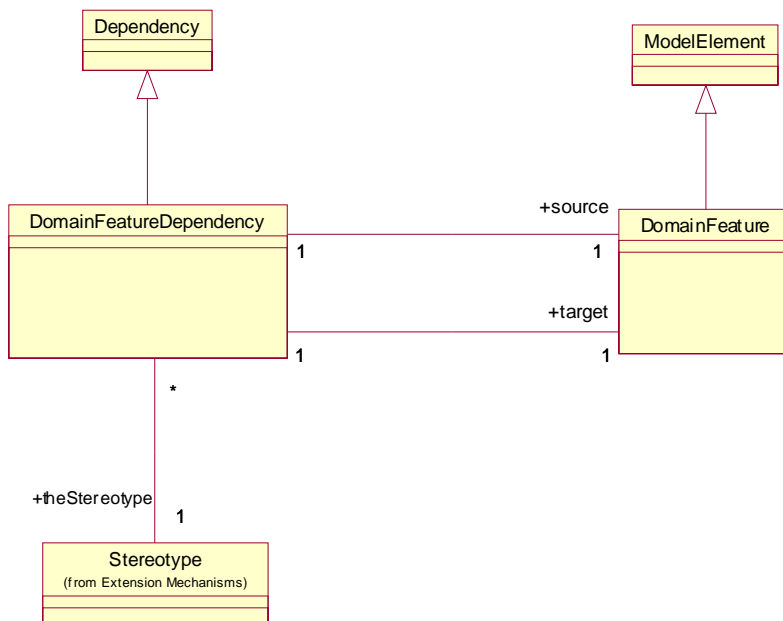 Dependency
ModelElement
DomainFeatureDependency
+source
DomainFeature
1
1
+target
1
1
*
+theStereotype
1
Stereotype
(from Extension Mechanisms)